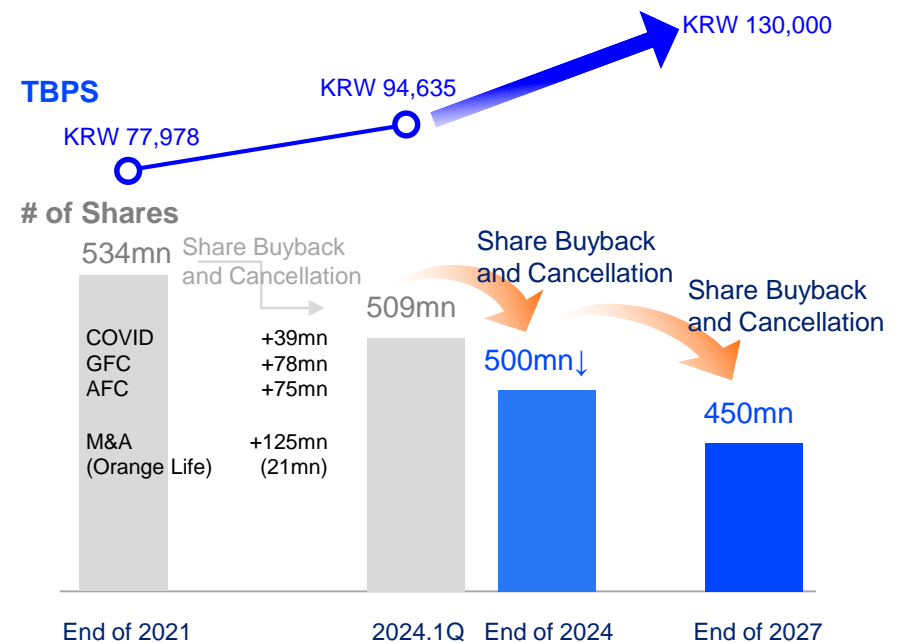 KRW 130,000
TBPS
KRW 94,635
KRW 77,978
# of Shares
534mn
Share Buyback
and Cancellation
Share Buyback
and Cancellation
Share Buyback
and Cancellation
509mn
500mn↓
450mn
COVID +39mn
GFC +78mn
AFC +75mn
M&A +125mn
(Orange Life) (21mn)
End of 2021 2024.1Q End of 2024 End of 2027